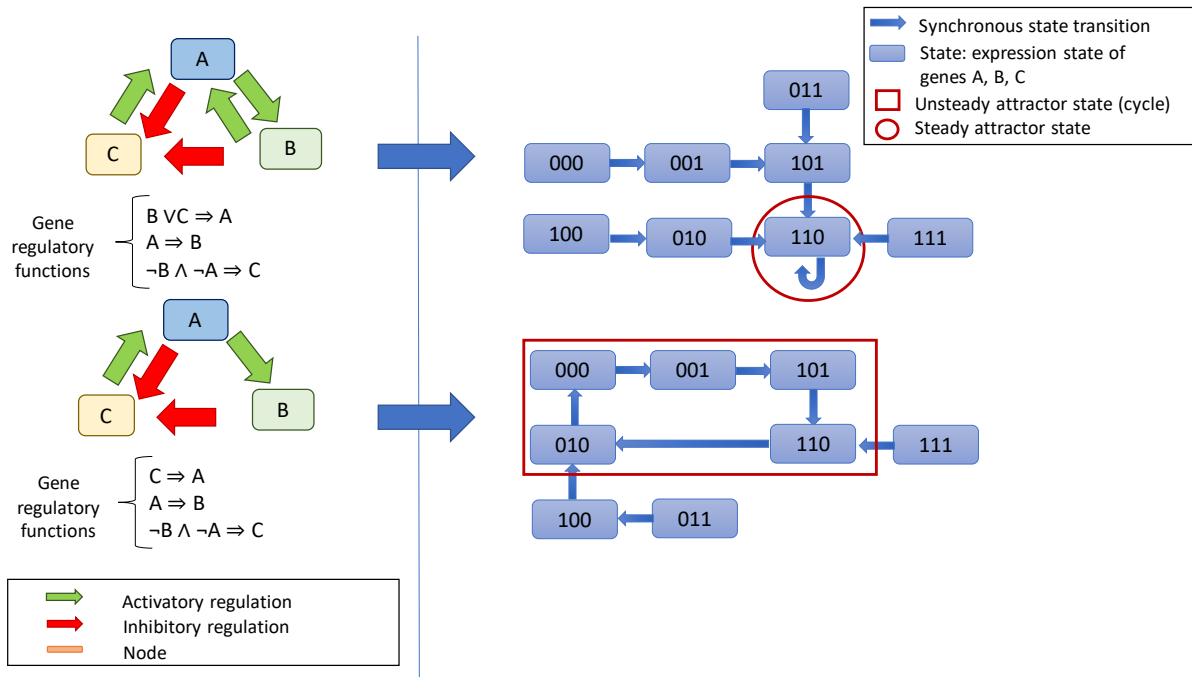 A
C
B
Gene
regulatory
functions
B ∨C ⇒ A
A ⇒ B
¬B ∧ ¬A ⇒ C
A
C
B
Gene
regulatory
functions
C ⇒ A
A ⇒ B
¬B ∧ ¬A ⇒ C
Activatory regulation
Inhibitory regulation
Node
Synchronous state transition
State: expression state of
genes A, B, C
Unsteady attractor state (cycle)
Steady attractor state
011
000
001
101
100
010
110
111
000
001
101
010
110
111
100
011